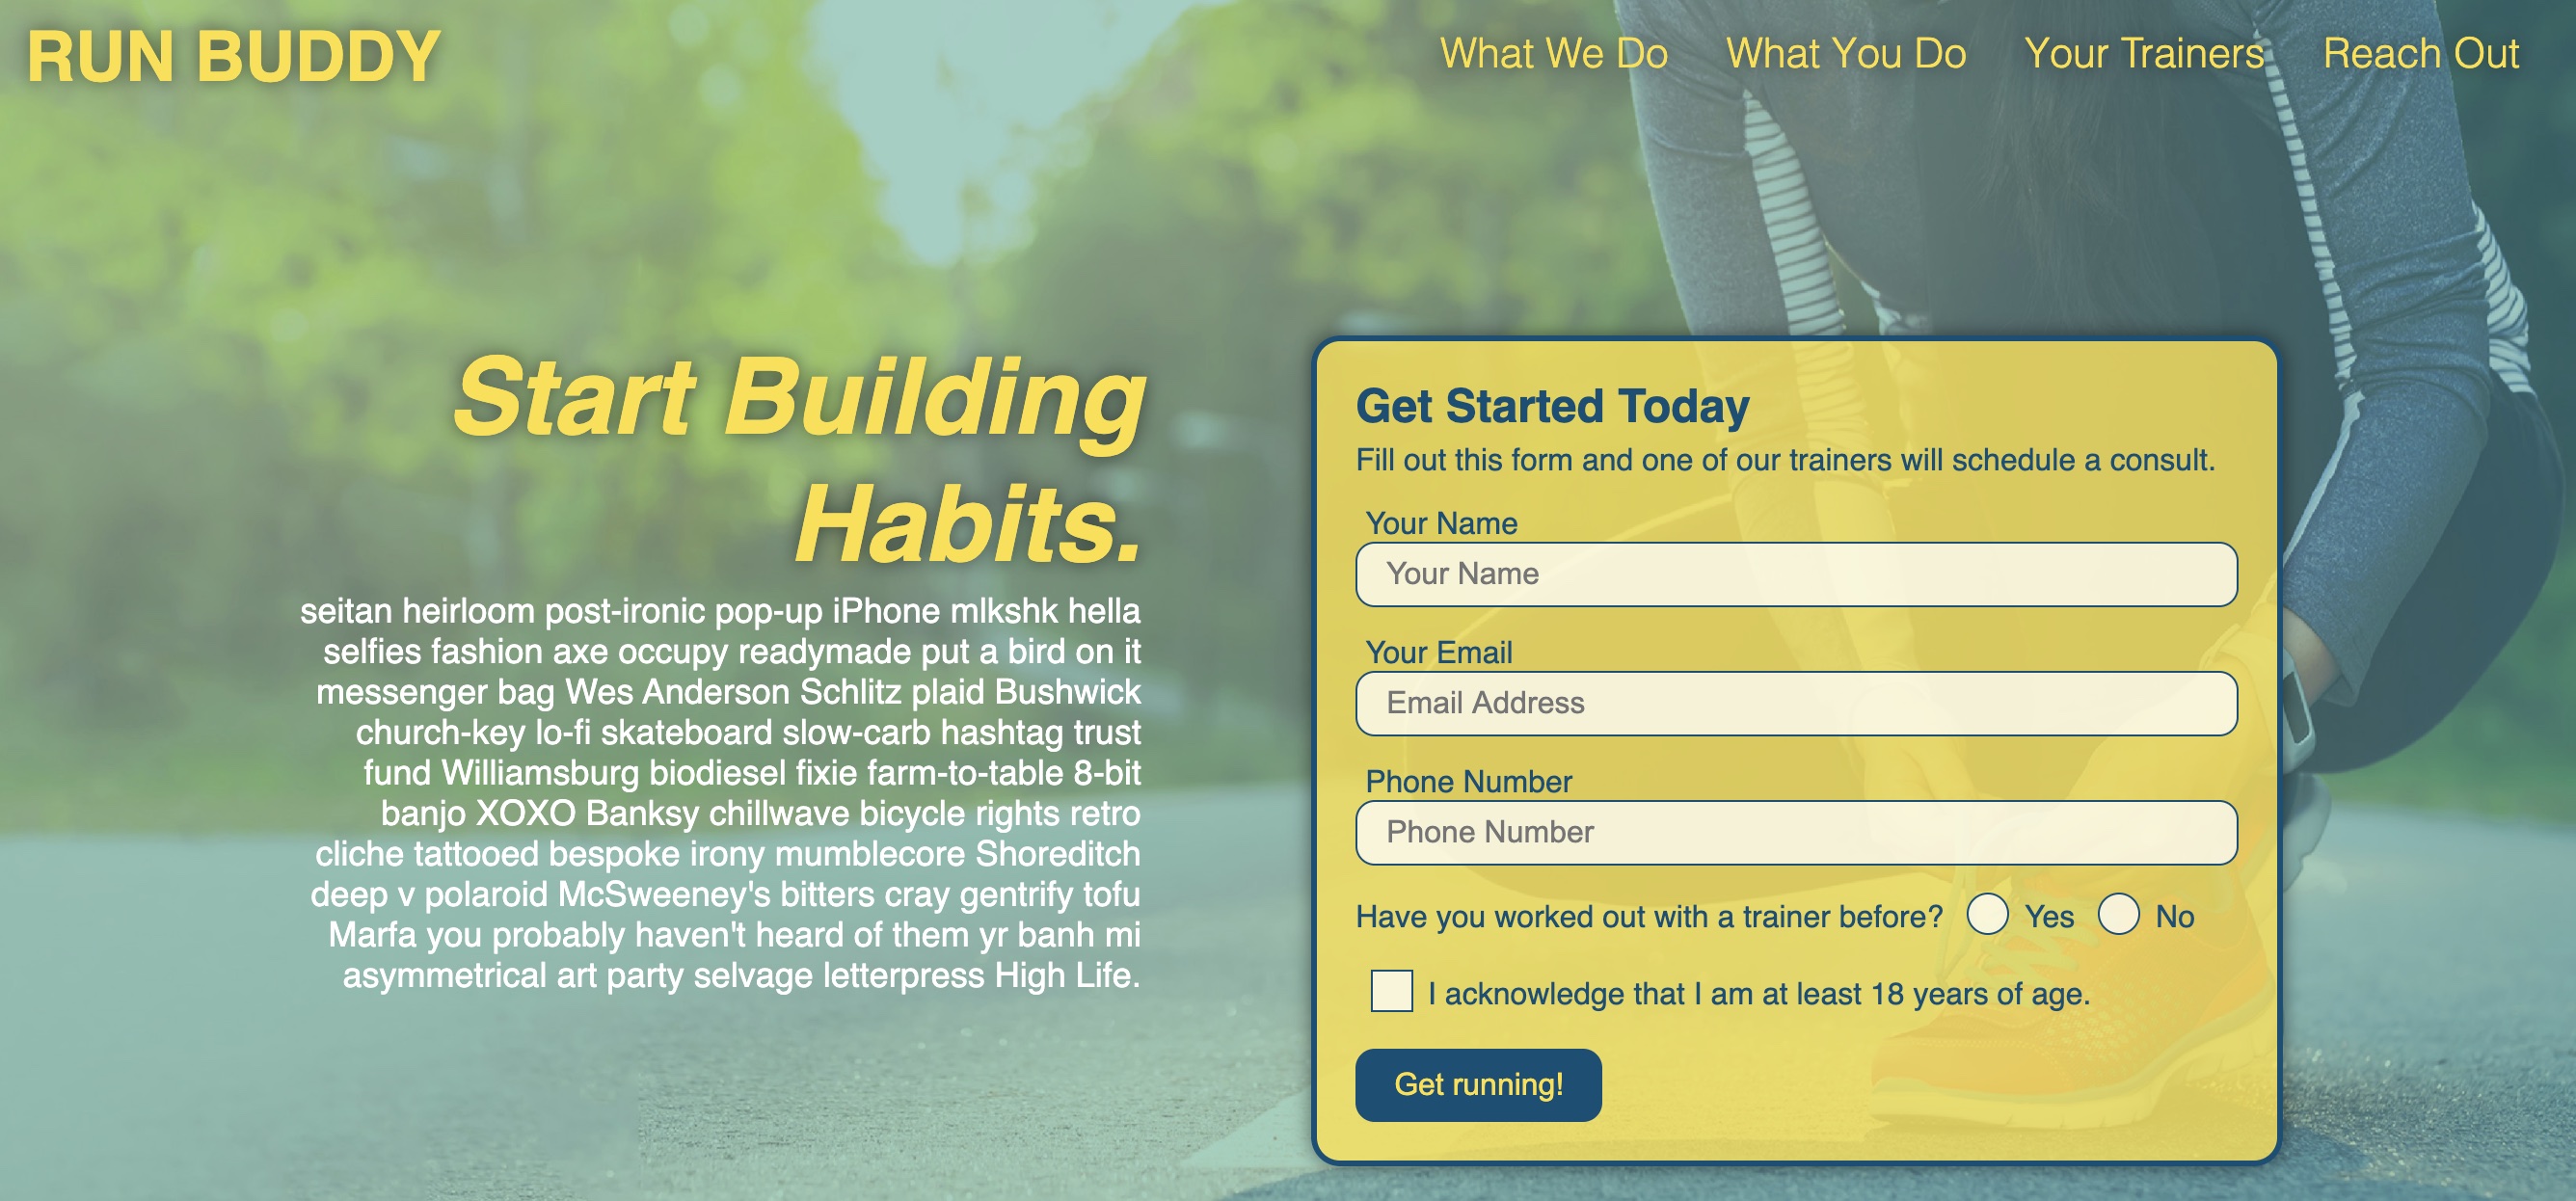 RUN BUDDY
What We Do
What You Do
Your Trainers
Reach Out
Start Building
Habits.
seitan heirloom post-ironic pop-up iPhone mlkshk hella
selfies fashion axe occupy readymade put a bird on it
messenger bag Wes Anderson Schlitz plaid Bushwick
church-key lo-fi skateboard slow-carb hashtag trust
fund Williamsburg biodiesel fixie farm-to-table 8-bit
banjo XOXO Banksy chillwave bicycle rights retro
cliche tattooed bespoke irony mumblecore Shoreditch
deep v polaroid McSweeney's bitters cray gentrify tofu
Marfa you probably haven't heard of them yr banh mi
asymmetrical art party selvage letterpress High Life.
Get Started Today
Fill out this form and one of our trainers will schedule a consult.
Your Name
Your Name
Your Email
Email Address
Phone Number
Phone Number
Have you worked out with a trainer before? Yes No
I acknowledge that I am at least 18 years of age.
Get running!